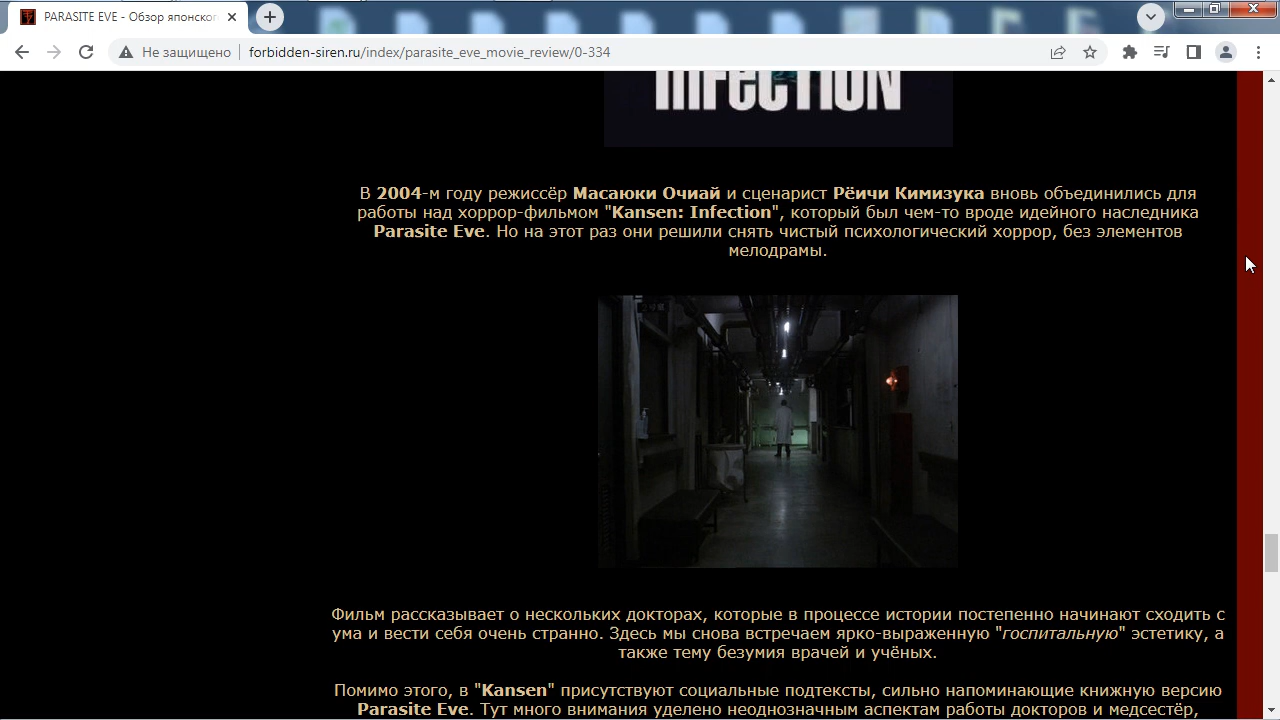 PARASITE EVE - Обзор японског
Не защищено
forbidden-siren.ru/index/parasite_eve_movie_review/0-334
INFECTION
В 2004-м году режиссёр Масаюки Очиай и сценарист Рёичи Кимизука вновь объединились для
работы над хоррор-фильмом "Kansen: Infection", который был чем-то вроде идейного наследника
Parasite Eve. Но на этот раз они решили снять чистый психологический хоррор, без элементов
мелодрамы.
Фильм рассказывает о нескольких докторах, которые в процессе истории постепенно начинают сходить с
ума и вести себя очень странно. Здесь мы снова встречаем ярко-выраженную "госпитальную" эстетику, а
также тему безумия врачей и учёных.
Помимо этого, в "Kansen" присутствуют социальные подтексты, сильно напоминающие книжную версию
Parasite Eve. Тут много внимания уделено неоднозначным аспектам работы докторов и медсестёр,